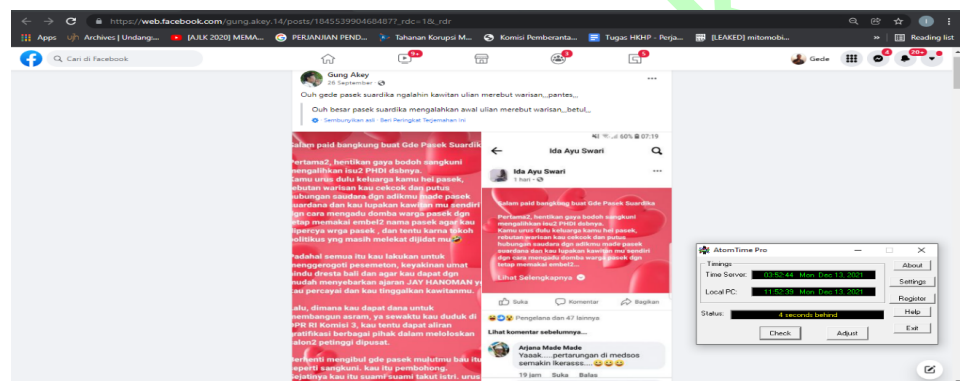 https://web.facebook.com/gung.akey.14/posts/1845539904684877?_rdc=1&_rdr
Apps
Archives | Undangi...
[AJLK 2020] MEMA...
PERJANJIAN PEND...
Tahanan Korupsi M...
Komisi Pemberanta...
Tugas HKHP - Perja...
[LEAKED] mitomobi...
»
Reading list
Cari di Facebook
9+
3
5
Gede
4
20+
Gung Akey
26 September
Ouh gede pasek suardika ngalahin kawitan ulian merebut warisan,,,pantes,,,
Ouh besar pasek suardika mengalahkan awal ulian merebut warisan,,,betul,,,
Sembunyikan asli · Beri Peringkat Terjemahan Ini
Salam paid bangkung buat Gde Pasek Suardik
Pertama2, hentikan gaya bodoh sangkuni
mengalihkan isu2 PHDI dsbnya.
Kamu urus dulu keluarga kamu hei pasek,
rebutan warisan kau cekcok dan putus
hubungan saudara dgn adikmu made pasek
suardana dan kau lupakan kawitan mu sendiri
dgn cara mengadu domba warga pasek dgn
tetap memakai embel2 nama pasek agar kau
dipercya wrga pasek , dan tentu karna tokoh
politikus yng masih melekat dijidat mu
Padahal semua itu kau lakukan untuk
menggerogoti pesemeton, keyakinan umat
hindu dresta bali dan agar kau dapat dgn
mudah menyebarkan ajaran JAY HANOMAN y
kau percayai dan kau tinggalkan kawitanmu.
Lalu, dimana kau dapat dana untuk
membangun asram, ya sewaktu kau duduk di
DPR RI Komisi 3, kau tentu dapat aliran
gratifikasi berbagai pihak dalam meloloskan
calon2 petinggi dipusat.
Berhenti mengibul gde pasek mulutmu bau itu
seperti sangkuni. kau itu pembohong.
Sejatinya kau itu suami suami takut istri. urus
60% 07:19
Ida Ayu Swari
Ida Ayu Swari
1 hari
Salam paid bangkung buat Gde Pasek Suardika
Pertama2, hentikan gaya bodoh sangkuni
mengalihkan isu2 PHDI dsbnya.
Kamu urus dulu keluarga kamu hei pasek,
rebutan warisan kau cekcok dan putus
hubungan saudara dgn adikmu made pasek
suardana dan kau lupakan kawitan mu sendiri
dgn cara mengadu domba warga pasek dgn
tetap memakai embel2...
Lihat Selengkapnya
Suka
Komentar
Bagikan
Pengelana dan 47 lainnya
Lihat komentar sebelumnya...
Arjana Made Made
Yaaak.....pertarungan di medsos
semakin lkerasss....
19 jam Suka Balas
AtomTime Pro
Timings
Time Server:
03:52:44 Mon. Dec 13, 2021
Local PC:
11:52:39 Mon. Dec 13, 2021
Status:
4 seconds behind
Check
Adjust
About
Settings
Register
Help
Exit